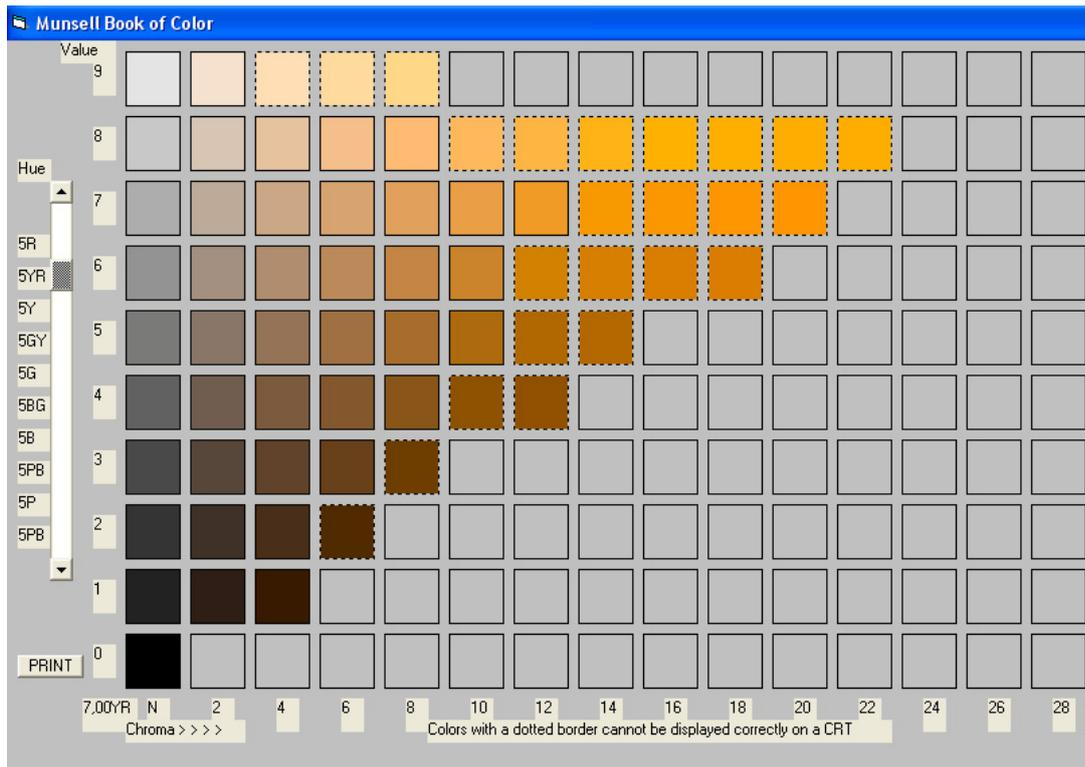 Munsell Book of Color
Value
9
8
Hue
7
5R
6
5YR
5Y
5
5GY
5G
4
5BG
5B
3
5PB
5P
2
5PB
1
0
PRINT
7,00YR N 2 4 6 8 10 12 14 16 18 20 22 24 26 28
Chroma > > > > Colors with a dotted border cannot be displayed correctly on a CRT